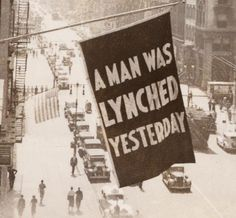 A MAN WAS
LYNCHED
YESTERDAY